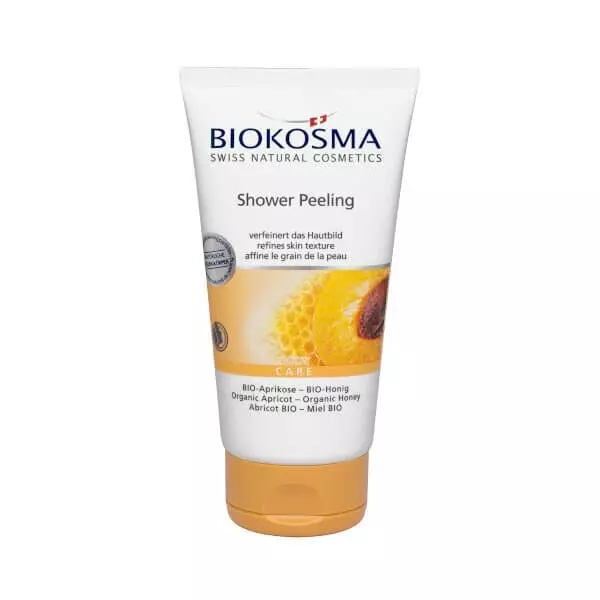 BIOKOSMA
SWISS NATURAL COSMETICS
Shower Peeling
verfeinert das Hautbild
refines skin texture
affine le grain de la peau
CARE
BIO-Aprikose – BIO-Honig
Organic Apricot – Organic Honey
Abricot BIO – Miel BIO